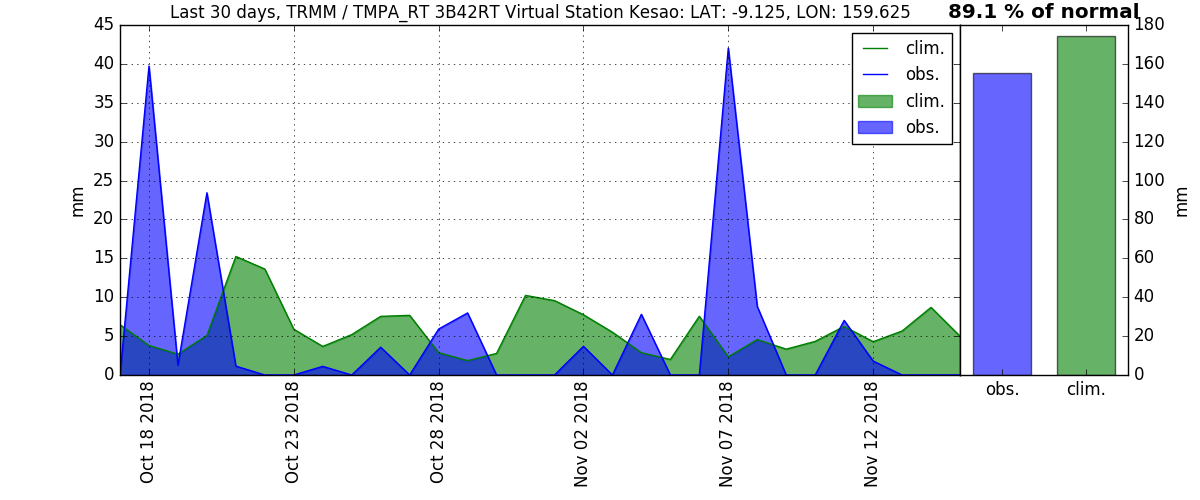 Last 30 days, TRMM / TMPA_RT 3B42RT Virtual Station Kesao: LAT: -9.125, LON: 159.625
89.1 % of normal
45
40
35
30
25
20
15
10
5
0
mm
clim.
obs.
clim.
obs.
180
160
140
120
100
80
60
40
20
0
mm
Oct 18 2018
Oct 23 2018
Oct 28 2018
Nov 02 2018
Nov 07 2018
Nov 12 2018
obs.
clim.